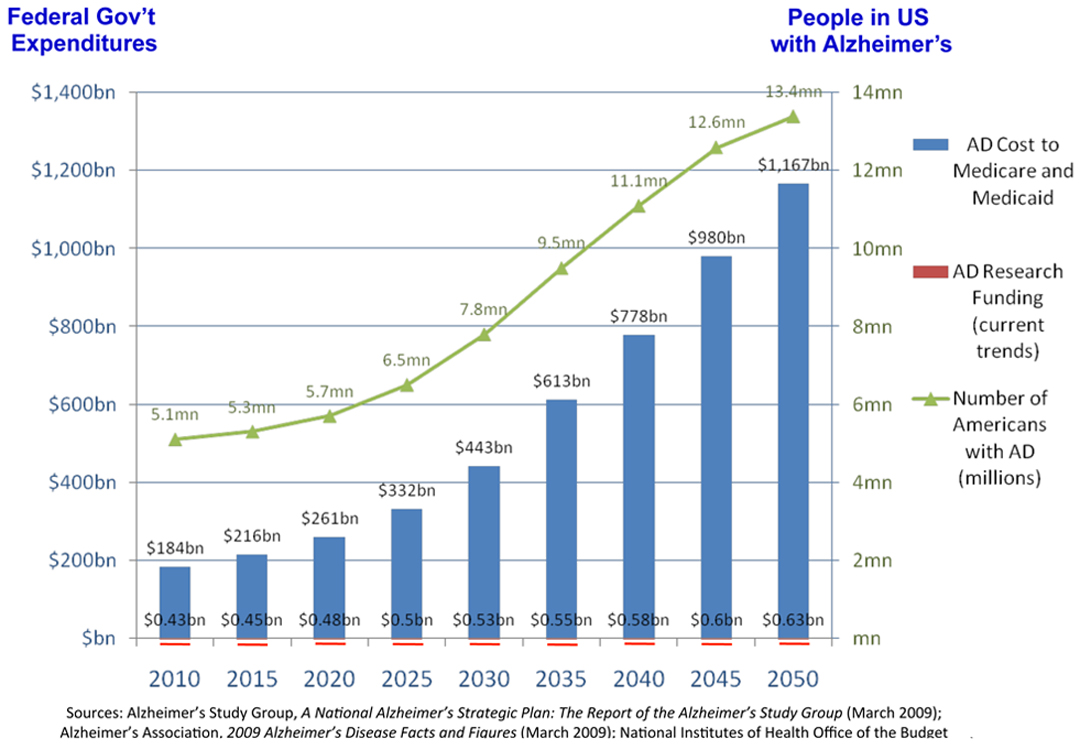 Federal Gov't
Expenditures
People in US
with Alzheimer's
$1,400bn
$1,200bn
$1,000bn
$800bn
$600bn
$400bn
$200bn
$bn
14mn
12mn
10mn
8mn
6mn
4mn
2mn
mn
5.1mn
5.3mn
5.7mn
6.5mn
7.8mn
9.5mn
11.1mn
12.6mn
13.4mn
$184bn
$216bn
$261bn
$332bn
$443bn
$613bn
$778bn
$980bn
$1,167bn
$0.43bn
$0.45bn
$0.48bn
$0.5bn
$0.53bn
$0.55bn
$0.58bn
$0.6bn
$0.63bn
2010
2015
2020
2025
2030
2035
2040
2045
2050
AD Cost to
Medicare and
Medicaid
AD Research
Funding
(current
trends)
Number of
Americans
with AD
(millions)
Sources: Alzheimer's Study Group, A National Alzheimer's Strategic Plan: The Report of the Alzheimer's Study Group (March 2009);
Alzheimer's Association, 2009 Alzheimer's Disease Facts and Figures (March 2009); National Institutes of Health Office of the Budget